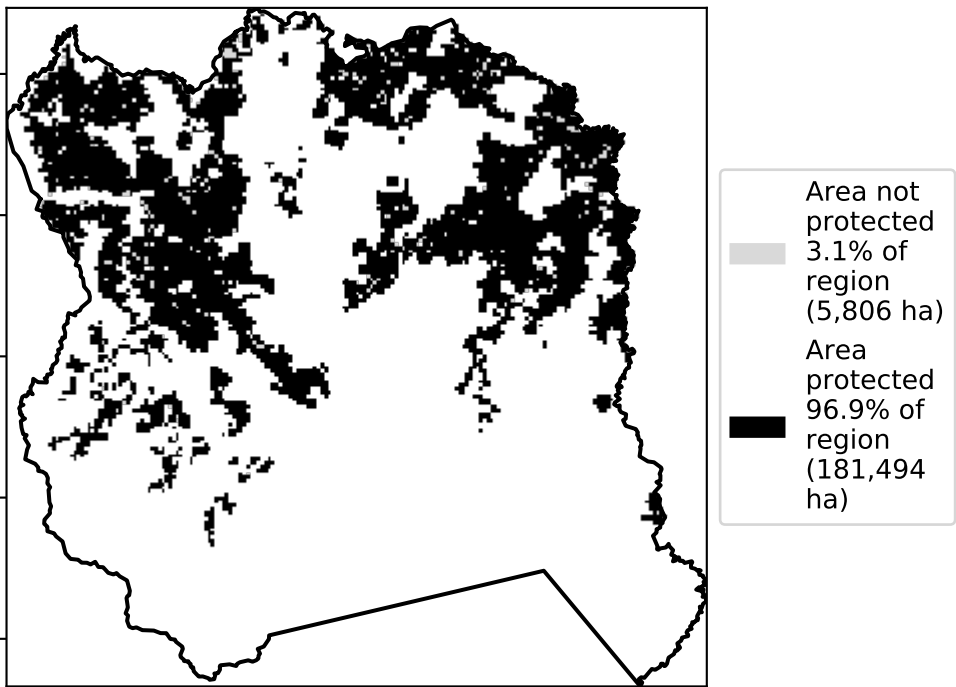 Area not
protected
3.1% of
region
(5,806 ha)
Area
protected
96.9% of
region
(181,494
ha)